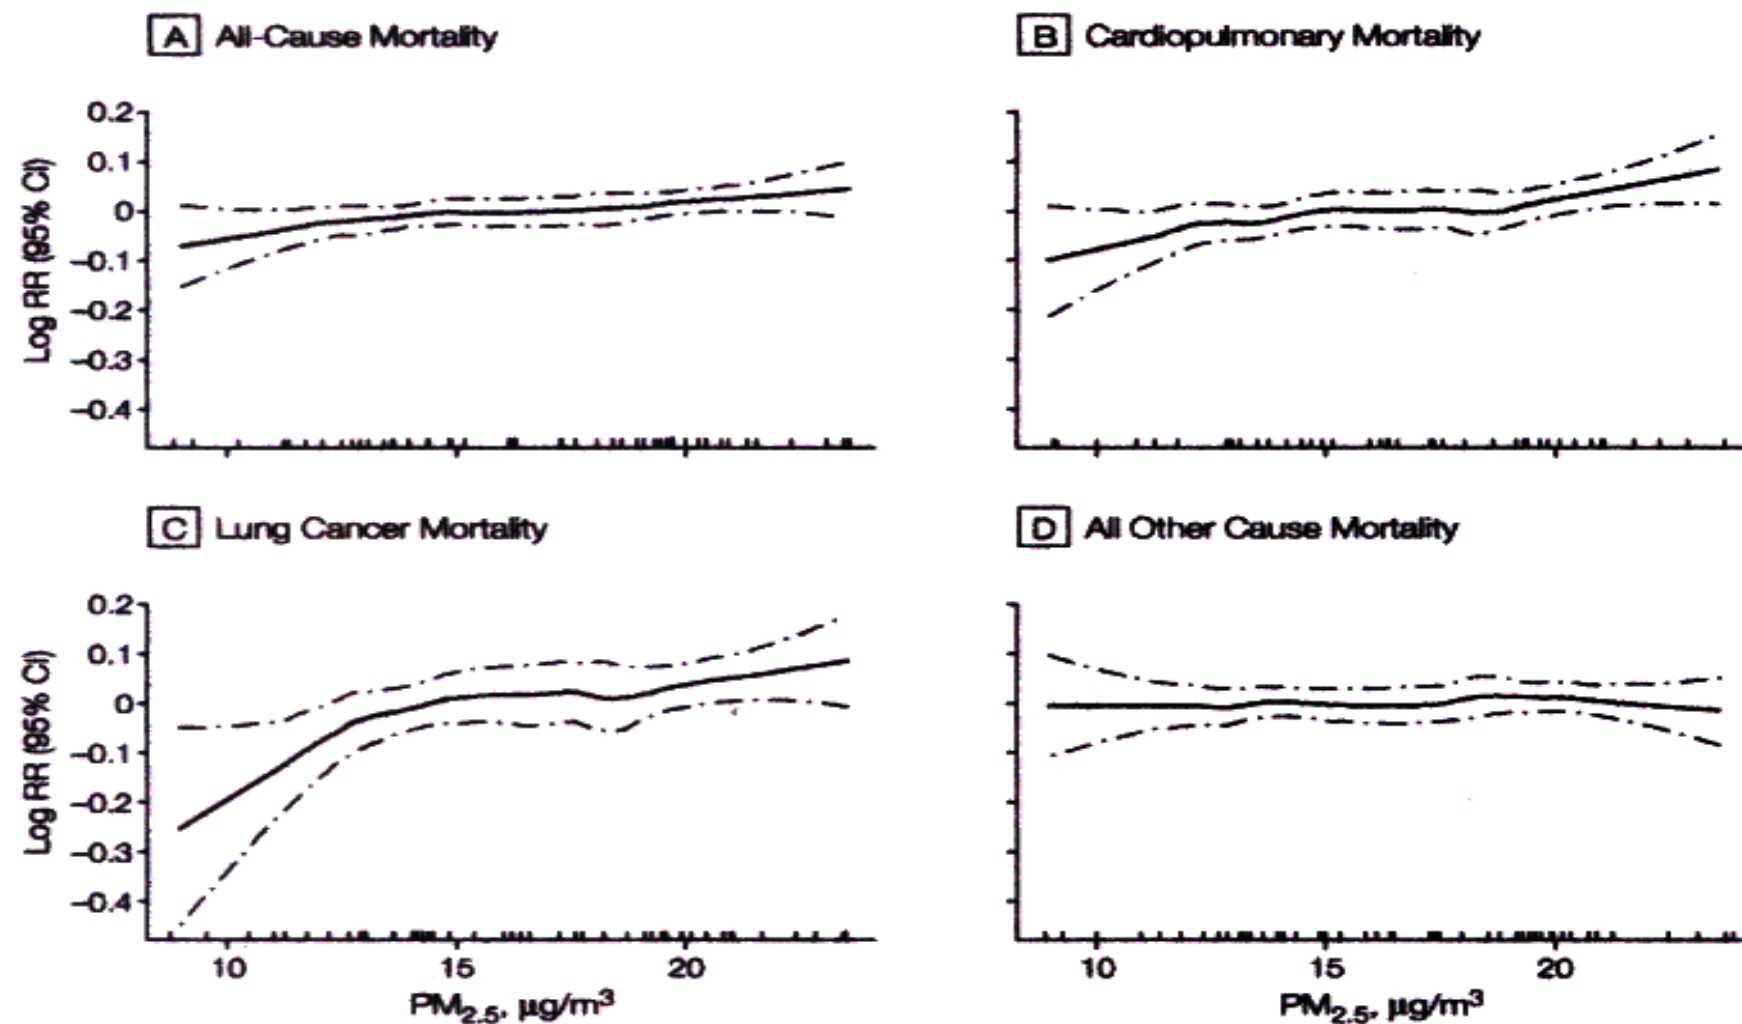 A All-Cause Mortality
B Cardiopulmonary Mortality
Log RR (95% CI)
0.2
0.1
0
−0.1
−0.2
−0.3
−0.4
10
15
20
C Lung Cancer Mortality
D All Other Cause Mortality
Log RR (95% CI)
0.2
0.1
0
−0.1
−0.2
−0.3
−0.4
10
15
20
10
15
20
PM2.5, μg/m³
PM2.5, μg/m³